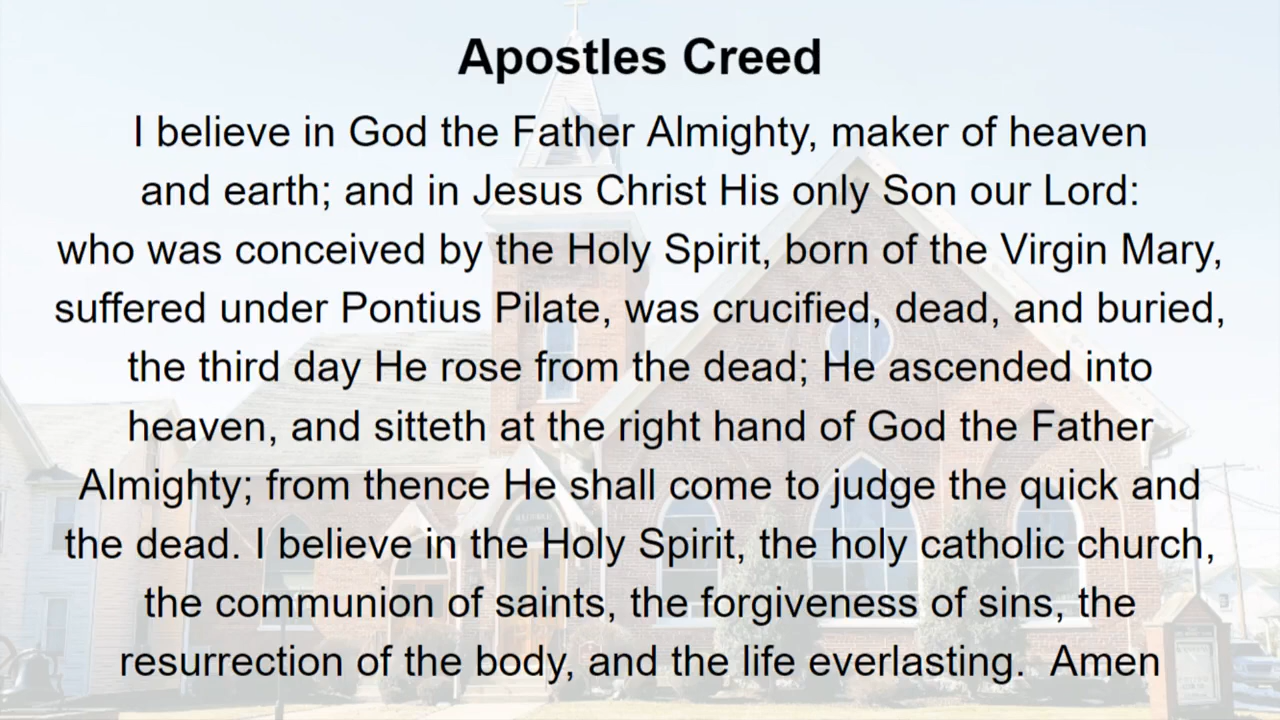 Apostles Creed
I believe in God the Father Almighty, maker of heaven
and earth; and in Jesus Christ His only Son our Lord:
who was conceived by the Holy Spirit, born of the Virgin Mary,
suffered under Pontius Pilate, was crucified, dead, and buried,
the third day He rose from the dead; He ascended into
heaven, and sitteth at the right hand of God the Father
Almighty; from thence He shall come to judge the quick and
the dead. I believe in the Holy Spirit, the holy catholic church,
the communion of saints, the forgiveness of sins, the
resurrection of the body, and the life everlasting.  Amen